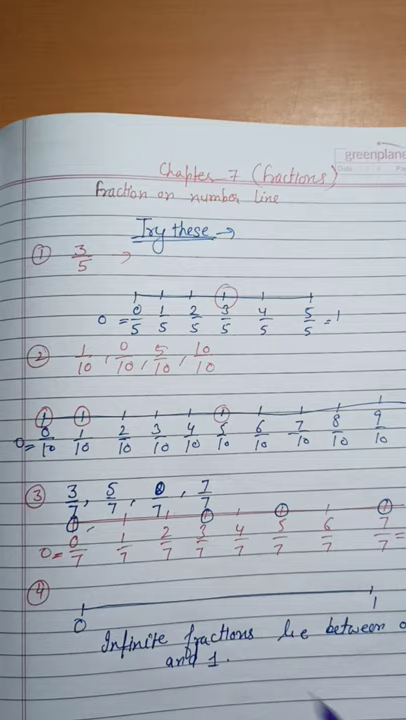 greenplane
Date
Chapter 7 (fractions)
Fraction on number line
Try these →
① 3/5 →
0 = 0/5 1/5 2/5 3/5 4/5 5/5 = 1
② 1/10, 0/10, 5/10, 10/10
0 = 0/10 1/10 2/10 3/10 4/10 5/10 6/10 7/10 8/10 9/10
③ 3/7, 5/7, 0/7, 7/7
0 = 0/7 1/7 2/7 3/7 4/7 5/7 6/7 7/7 =
④
0 1
Infinite fractions lie between 0
and 1.